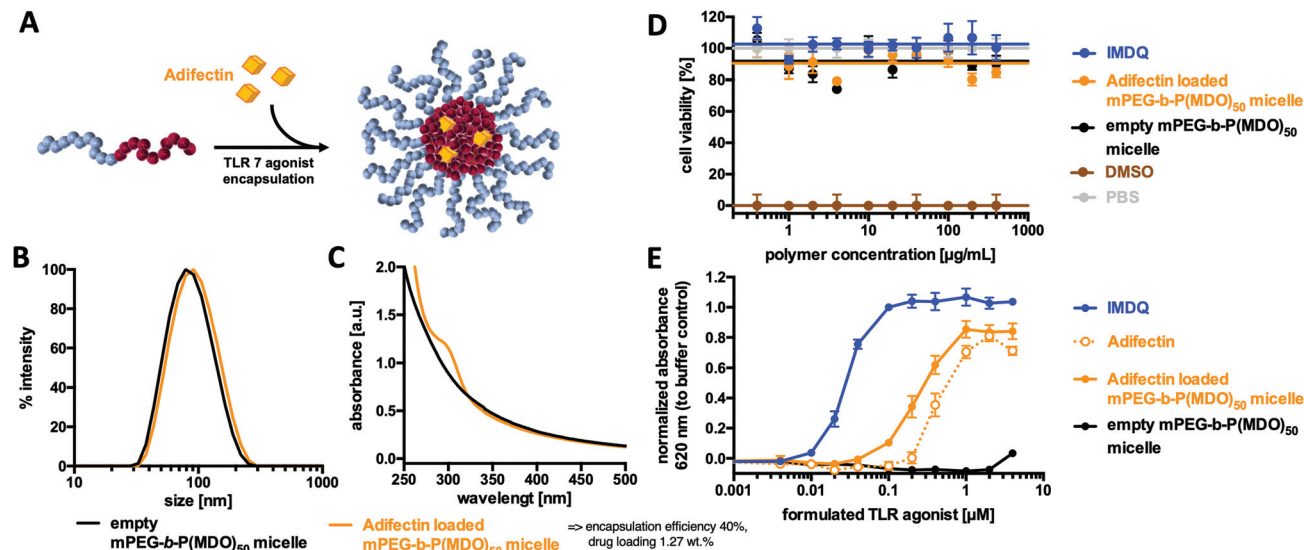 A
Adifectin
TLR 7 agonist
encapsulation
B
% intensity
100
80
60
40
20
0
10
100
1000
size [nm]
C
absorbance [a.u.]
2.0
1.5
1.0
0.5
0.0
250
300
350
400
450
500
wavelengt [nm]
empty
mPEG-b-P(MDO)50 micelle
Adifectin loaded
mPEG-b-P(MDO)50 micelle
=> encapsulation efficiency 40%,
drug loading 1.27 wt.%
D
cell viability [%]
120
100
80
60
40
20
0
1
10
100
1000
polymer concentration [µg/mL]
IMDQ
Adifectin loaded
mPEG-b-P(MDO)50 micelle
empty mPEG-b-P(MDO)50
micelle
DMSO
PBS
E
normalized absorbance
620 nm (to buffer control)
1.2
1.0
0.8
0.6
0.4
0.2
0.0
0.001
0.01
0.1
1
10
formulated TLR agonist [µM]
IMDQ
Adifectin
Adifectin loaded
mPEG-b-P(MDO)50 micelle
empty mPEG-b-P(MDO)50
micelle